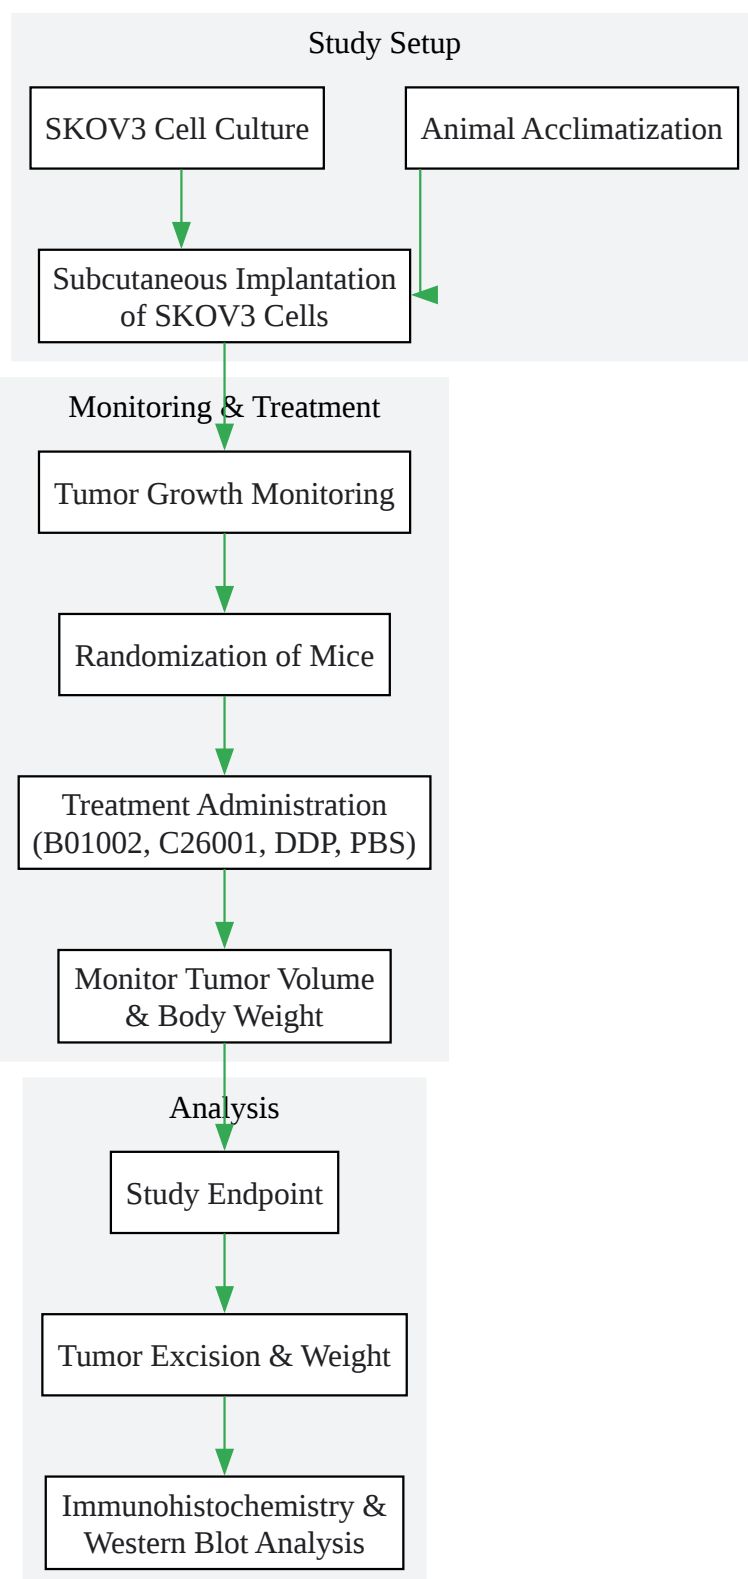 Study Setup
SKOV3 Cell Culture
Animal Acclimatization
Subcutaneous Implantation
of SKOV3 Cells
Monitoring & Treatment
Tumor Growth Monitoring
Randomization of Mice
Treatment Administration
(B01002, C26001, DDP, PBS)
Monitor Tumor Volume
& Body Weight
Analysis
Study Endpoint
Tumor Excision & Weight
Immunohistochemistry &
Western Blot Analysis